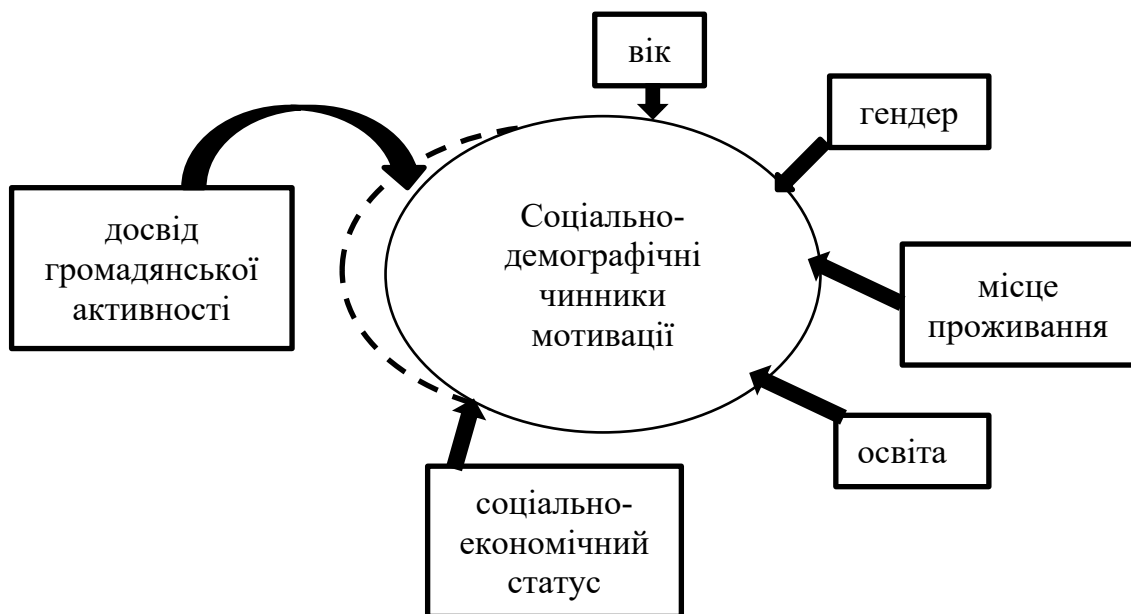 вік
гендер
досвід
громадянської
активності
Соціально-
демографічні
чинники
мотивації
місце
проживання
освіта
соціально-
економічний
статус